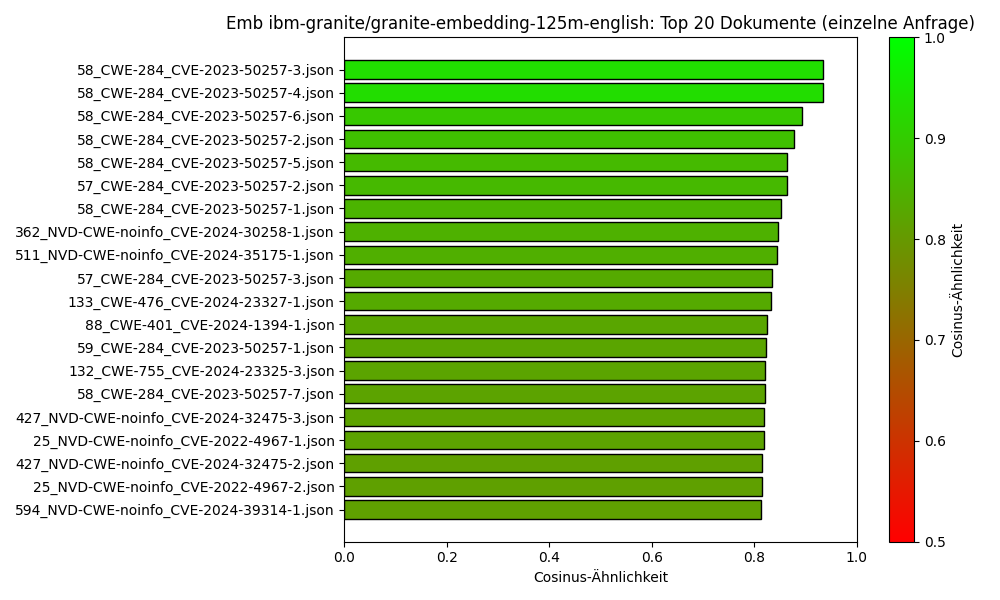 Emb ibm-granite/granite-embedding-125m-english: Top 20 Dokumente (einzelne Anfrage)
58_CWE-284_CVE-2023-50257-3.json
58_CWE-284_CVE-2023-50257-4.json
58_CWE-284_CVE-2023-50257-6.json
58_CWE-284_CVE-2023-50257-2.json
58_CWE-284_CVE-2023-50257-5.json
57_CWE-284_CVE-2023-50257-2.json
58_CWE-284_CVE-2023-50257-1.json
362_NVD-CWE-noinfo_CVE-2024-30258-1.json
511_NVD-CWE-noinfo_CVE-2024-35175-1.json
57_CWE-284_CVE-2023-50257-3.json
133_CWE-476_CVE-2024-23327-1.json
88_CWE-401_CVE-2024-1394-1.json
59_CWE-284_CVE-2023-50257-1.json
132_CWE-755_CVE-2024-23325-3.json
58_CWE-284_CVE-2023-50257-7.json
427_NVD-CWE-noinfo_CVE-2024-32475-3.json
25_NVD-CWE-noinfo_CVE-2022-4967-1.json
427_NVD-CWE-noinfo_CVE-2024-32475-2.json
25_NVD-CWE-noinfo_CVE-2022-4967-2.json
594_NVD-CWE-noinfo_CVE-2024-39314-1.json
0.0 0.2 0.4 0.6 0.8 1.0
Cosinus-Ähnlichkeit
1.0
0.9
0.8
0.7
0.6
0.5
Cosinus-Ähnlichkeit